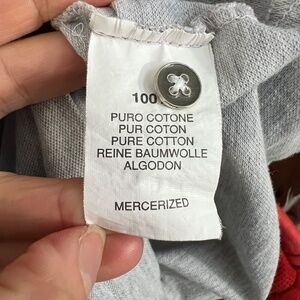 100
PURO COTONE
PUR COTON
PURE COTTON
REINE BAUMWOLLE
ALGODON
MERCERIZED